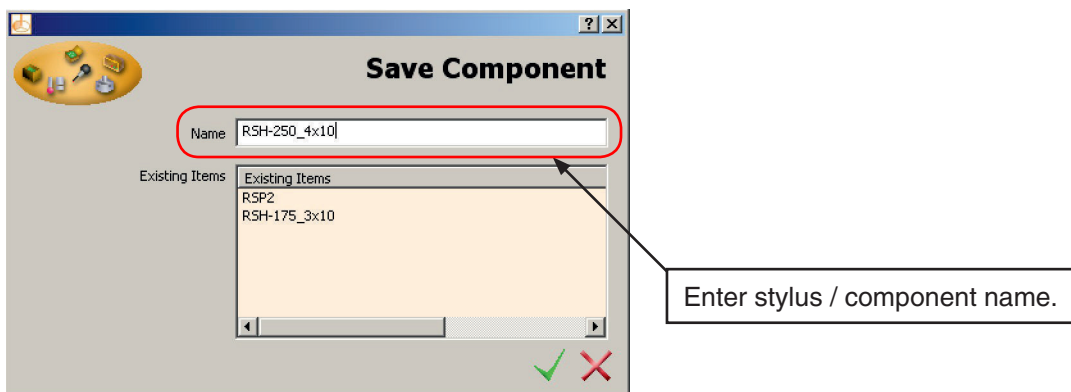 Save Component
Name RSH-250_4x10
Existing Items Existing Items
RSP2
RSH-175_3x10
Enter stylus / component name.